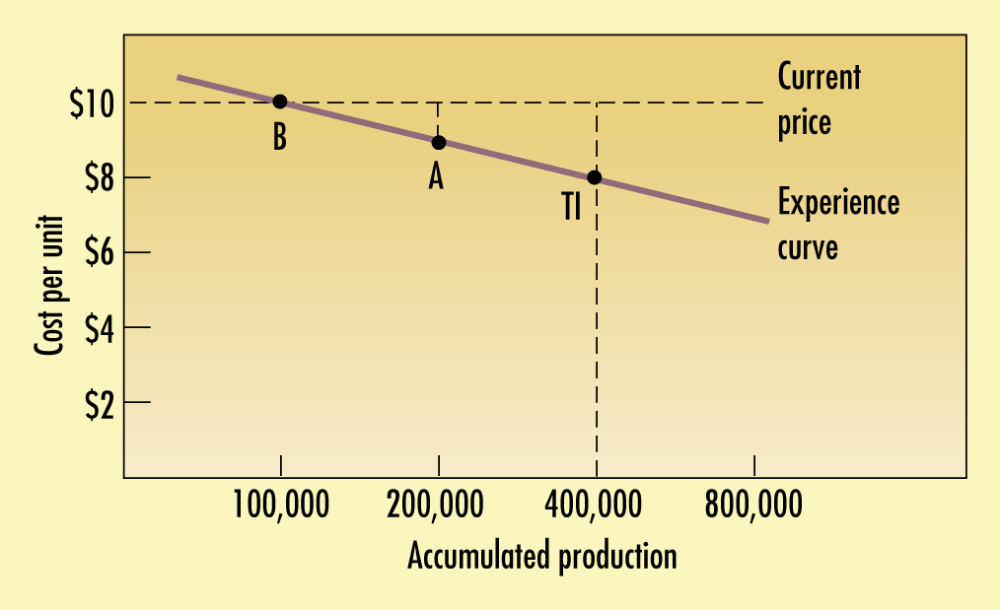 Current
price
$10
B
A
$8
TI
Experience
curve
$6
$4
$2
Cost per unit
100,000
200,000
400,000
800,000
Accumulated production